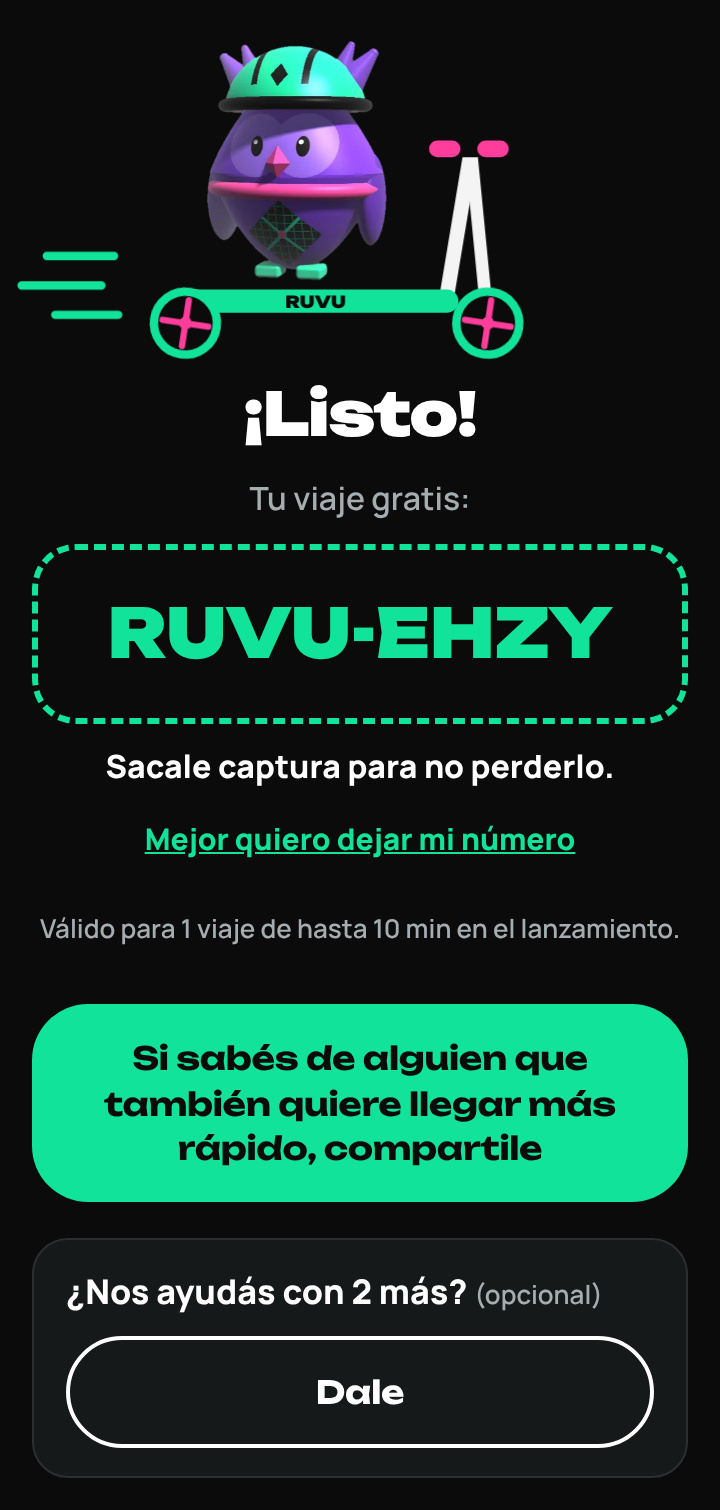 RUVU
¡Listo!
Tu viaje gratis:
RUVU-EHZY
Sacale captura para no perderlo.
Mejor quiero dejar mi número
Válido para 1 viaje de hasta 10 min en el lanzamiento.
Si sabés de alguien que
también quiere llegar más
rápido, compartile
¿Nos ayudás con 2 más? (opcional)
Dale